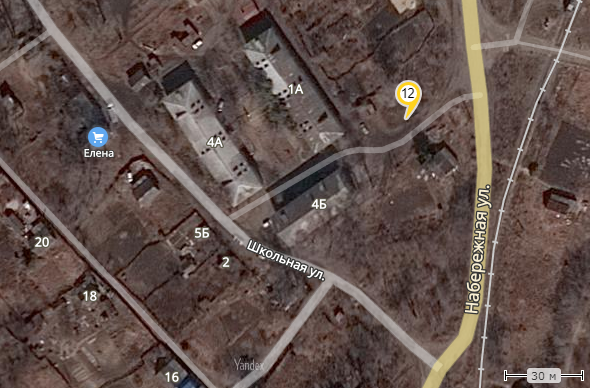 12
1А
4А
Елена
4Б
5Б
Школьная ул.
2
20
Набережная ул.
18
Yandex
16
30 м